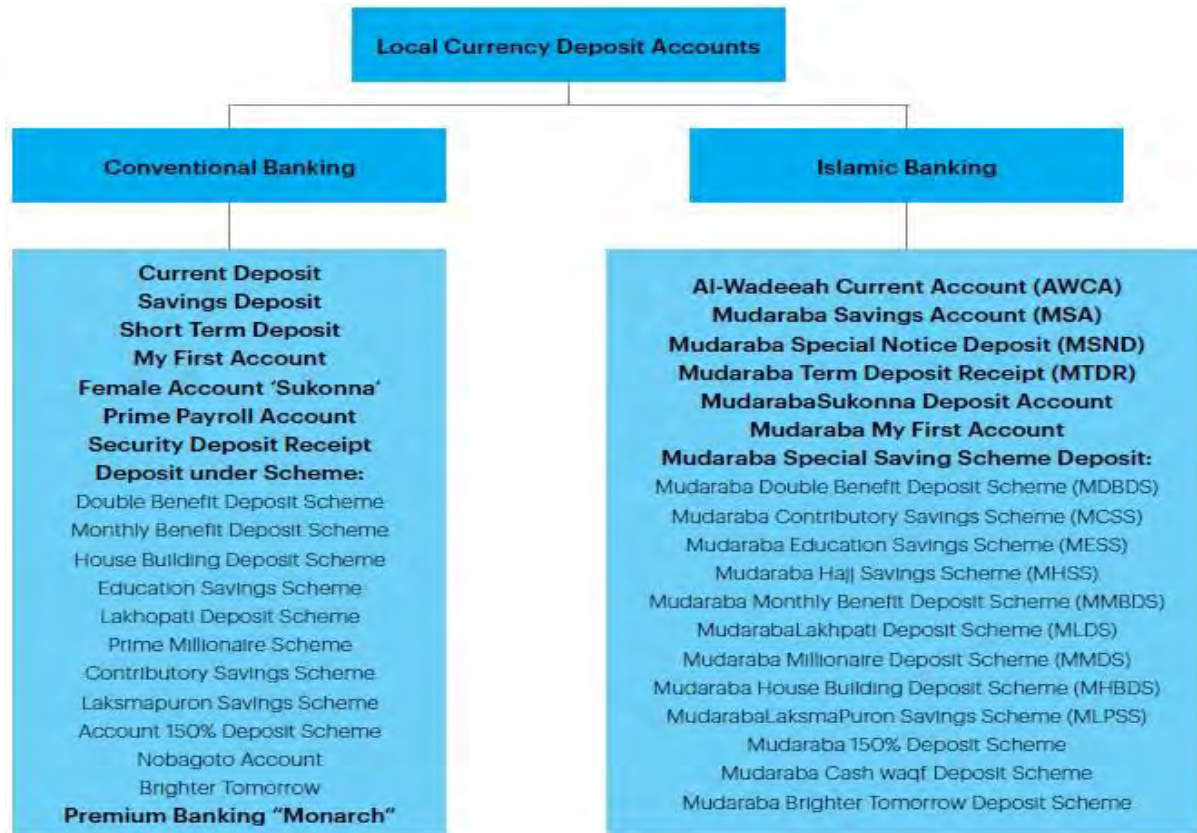 Local Currency Deposit Accounts
Conventional Banking
Current Deposit
Savings Deposit
Short Term Deposit
My First Account
Female Account ‘Sukonna’
Prime Payroll Account
Security Deposit Receipt
Deposit under Scheme:
Double Benefit Deposit Scheme
Monthly Benefit Deposit Scheme
House Building Deposit Scheme
Education Savings Scheme
Lakhopati Deposit Scheme
Prime Millionaire Scheme
Contributory Savings Scheme
Laksmapuron Savings Scheme
Account 150% Deposit Scheme
Nobagoto Account
Brighter Tomorrow
Premium Banking “Monarch“
Islamic Banking
Al-Wadeeah Current Account (AWCA)
Mudaraba Savings Account (MSA)
Mudaraba Special Notice Deposit (MSND)
Mudaraba Term Deposit Receipt (MTDR)
MudarabaSukonna Deposit Account
Mudaraba My First Account
Mudaraba Special Saving Scheme Deposit:
Mudaraba Double Benefit Deposit Scheme (MDBDS)
Mudaraba Contributory Savings Scheme (MCSS)
Mudaraba Education Savings Scheme (MESS)
Mudaraba Hajj Savings Scheme (MHSS)
Mudaraba Monthly Benefit Deposit Scheme (MMBDS)
MudarabaLakhpati Deposit Scheme (MLDS)
Mudaraba Millionaire Deposit Scheme (MMDS)
Mudaraba House Building Deposit Scheme (MHBDS)
MudarabaLaksmaPuron Savings Scheme (MLPSS)
Mudaraba 150% Deposit Scheme
Mudaraba Cash waqf Deposit Scheme
Mudaraba Brighter Tomorrow Deposit Scheme